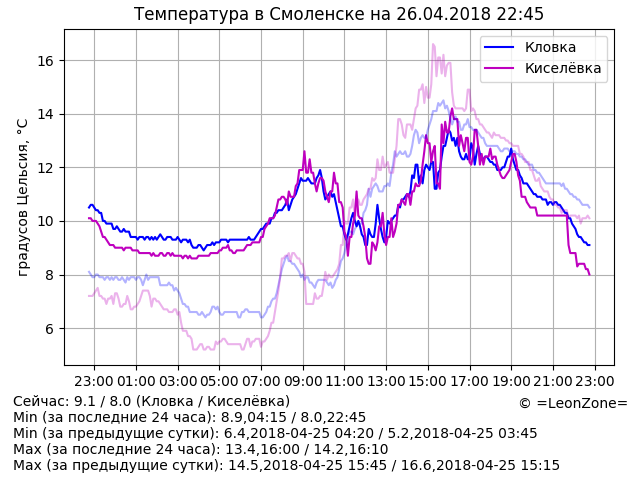 Температура в Смоленске на 26.04.2018 22:45
градусов Цельсия, °C
16
14
12
10
8
6
Кловка
Киселёвка
23:00 01:00 03:00 05:00 07:00 09:00 11:00 13:00 15:00 17:00 19:00 21:00 23:00
Сейчас: 9.1 / 8.0 (Кловка / Киселёвка)
© =LeonZone=
Min (за последние 24 часа): 8.9,04:15 / 8.0,22:45
Min (за предыдущие сутки): 6.4,2018-04-25 04:20 / 5.2,2018-04-25 03:45
Max (за последние 24 часа): 13.4,16:00 / 14.2,16:10
Max (за предыдущие сутки): 14.5,2018-04-25 15:45 / 16.6,2018-04-25 15:15